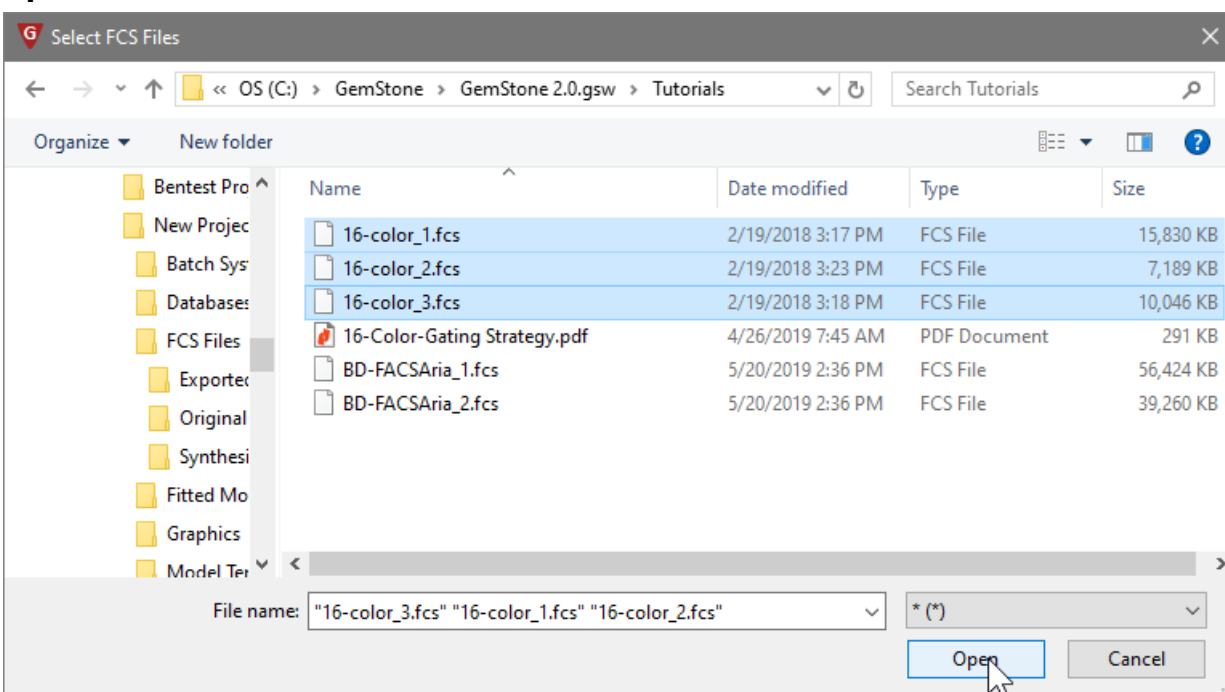 G Select FCS Files
« OS (C:) > GemStone > GemStone 2.0.gsw > Tutorials Search Tutorials
Organize New folder ?
Name Date modified Type Size
Bentest Pro
New Projec
Batch Sys
Databases
FCS Files
Exported
Original
Synthesi
Fitted Mo
Graphics
Model Ter
16-color_1.fcs 2/19/2018 3:17 PM FCS File 15,830 KB
16-color_2.fcs 2/19/2018 3:23 PM FCS File 7,189 KB
16-color_3.fcs 2/19/2018 3:18 PM FCS File 10,046 KB
16-Color-Gating Strategy.pdf 4/26/2019 7:45 AM PDF Document 291 KB
BD-FACSAria_1.fcs 5/20/2019 2:36 PM FCS File 56,424 KB
BD-FACSAria_2.fcs 5/20/2019 2:36 PM FCS File 39,260 KB
File name: "16-color_3.fcs" "16-color_1.fcs" "16-color_2.fcs" * (*)
Open Cancel